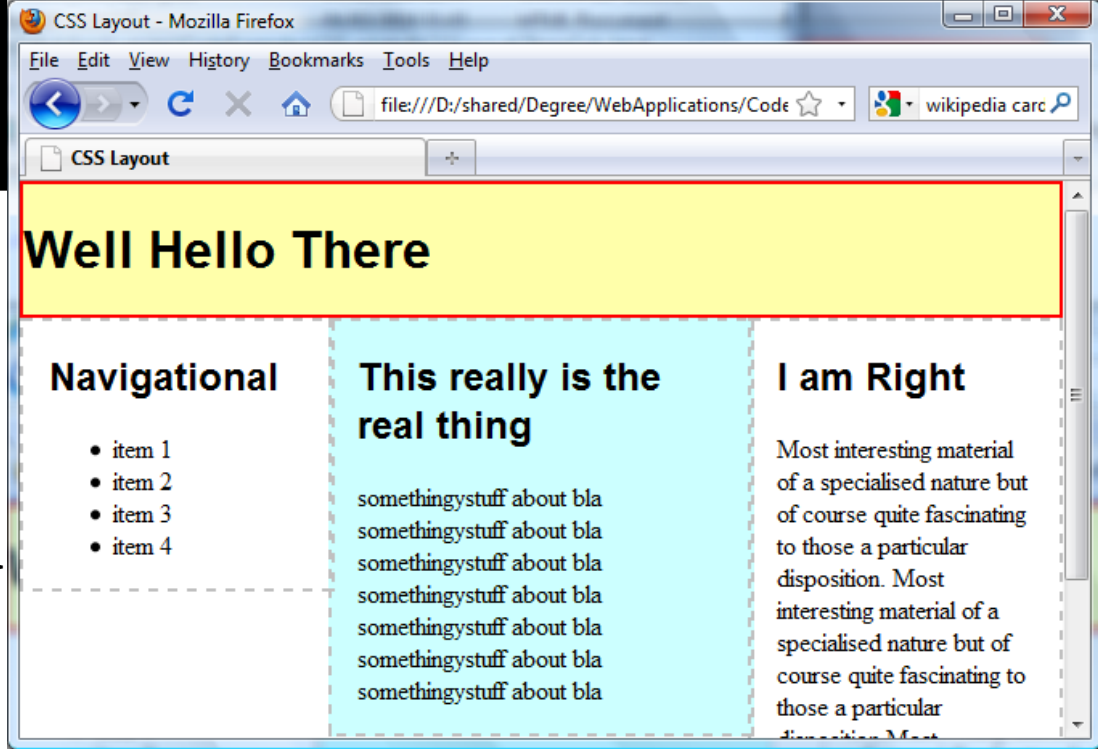 CSS Layout - Mozilla Firefox
File Edit View History Bookmarks Tools Help
file:///D:/shared/Degree/WebApplications/Code
wikipedia card
CSS Layout
Well Hello There
Navigational
• item 1
• item 2
• item 3
• item 4
This really is the
real thing
somethingystuff about bla
somethingystuff about bla
somethingystuff about bla
somethingystuff about bla
somethingystuff about bla
somethingystuff about bla
somethingystuff about bla
I am Right
Most interesting material
of a specialised nature but
of course quite fascinating
to those a particular
disposition. Most
interesting material of a
specialised nature but of
course quite fascinating to
those a particular
disposition Most